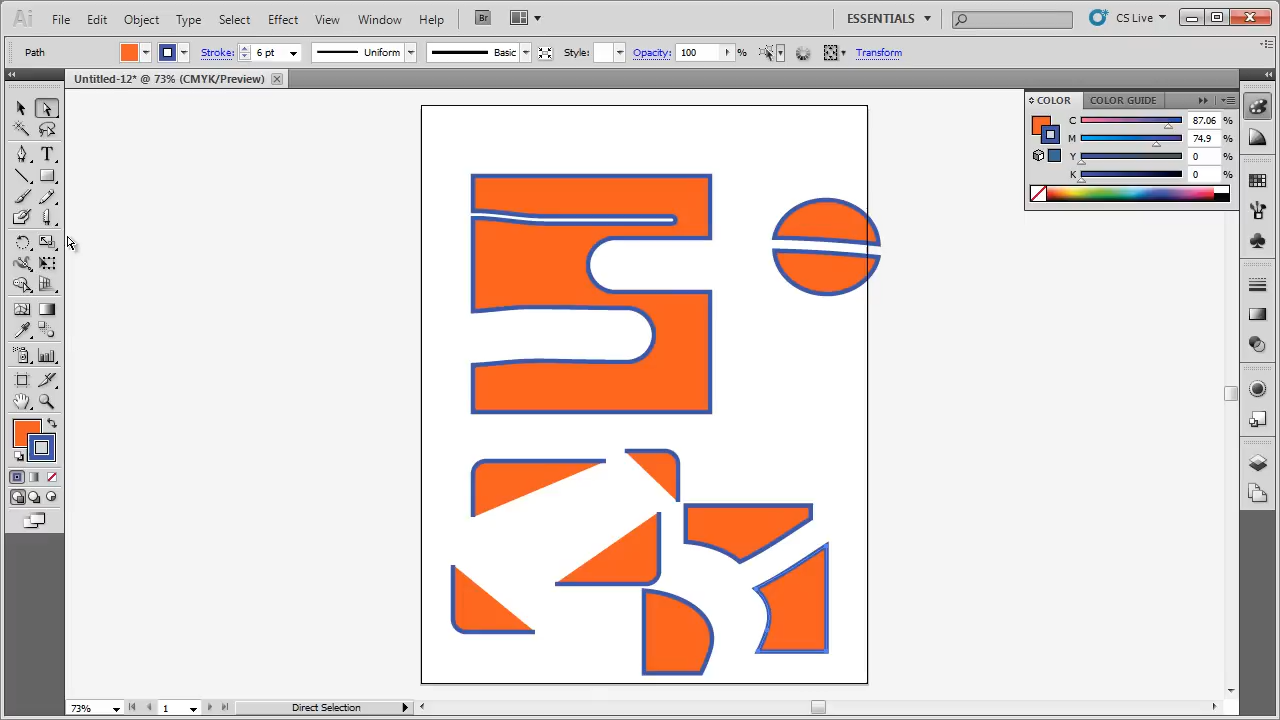 Ai File Edit Object Type Select Effect View Window Help Br ESSENTIALS CS Live
Path Stroke: 6 pt Uniform Basic Style: Opacity: 100 % Transform
Untitled-12* @ 73% (CMYK/Preview)
COLOR COLOR GUIDE
C 87.06 %
M 74.9 %
Y 0 %
K 0 %
T
73% 1 Direct Selection